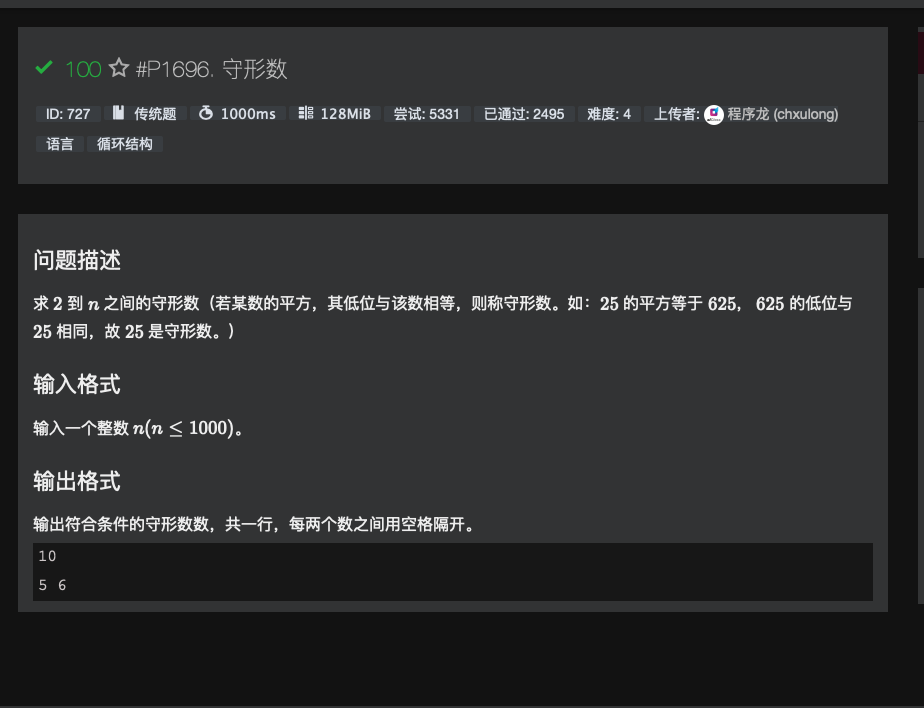 100 #P1696. 守形数
ID: 727 传统题 1000ms 128MiB 尝试: 5331 已通过: 2495 难度: 4 上传者: 程序龙 (chxulong)
语言 循环结构
问题描述
求 2 到 n 之间的守形数（若某数的平方，其低位与该数相等，则称守形数。如：25 的平方等于 625， 625 的低位与
25 相同，故 25 是守形数。）
输入格式
输入一个整数 n(n ≤ 1000)。
输出格式
输出符合条件的守形数数，共一行，每两个数之间用空格隔开。
10
5 6